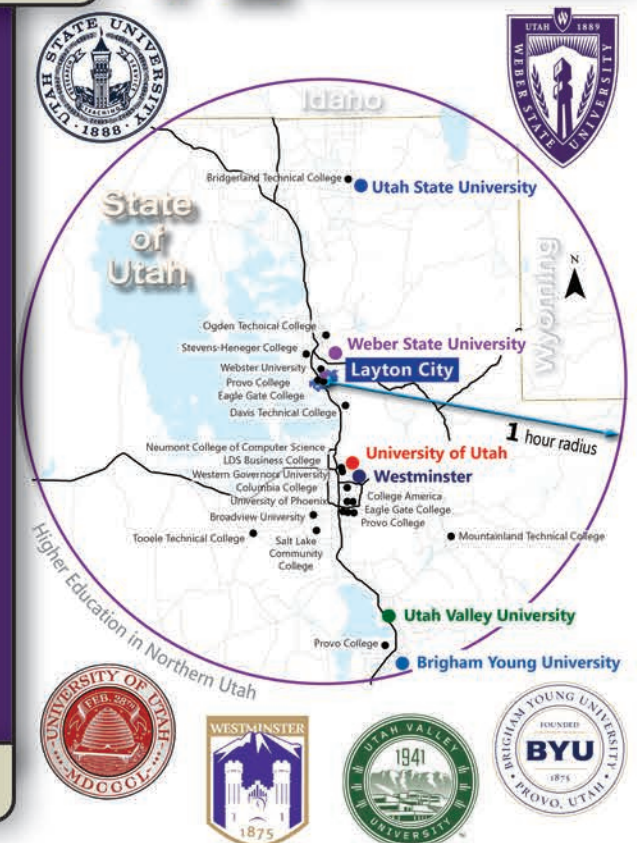 UTAH STATE UNIVERSITY
1888
UTAH 1889
W
WEBER STATE UNIVERSITY
Idaho
Bridgerland Technical College
Utah State University
State
of
Utah
Wyoming
N
Ogden Technical College
Weber State University
Stevens-Heneger College
Webster University
Layton City
Provo College
Eagle Gate College
Davis Technical College
1 hour radius
Neumont College of Computer Science
University of Utah
LDS Business College
Western Governors University
Westminster
Columbia College
College America
University of Phoenix
Eagle Gate College
Broadview University
Provo College
Tooele Technical College
Salt Lake
Community
College
Mountainland Technical College
Higher Education in Northern Utah
Utah Valley University
Provo College
Brigham Young University
UNIVERSITY OF UTAH
FEB. 28TH
MDCCCL
WESTMINSTER
1875
UTAH VALLEY
1941
UNIVERSITY
BRIGHAM YOUNG UNIVERSITY
FOUNDED
BYU
1875
PROVO, UTAH